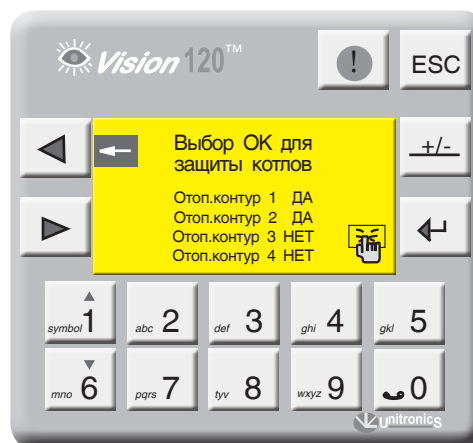 Vision 120™
! ESC
+/-
Выбор ОК для
защиты котлов
Отоп.контур 1 ДА
Отоп.контур 2 ДА
Отоп.контур 3 НЕТ
Отоп.контур 4 НЕТ
symbol 1 abc 2 def 3 ghi 4 gkl 5
mno 6 pqrs 7 tyv 8 wxyz 9 0
unitronics